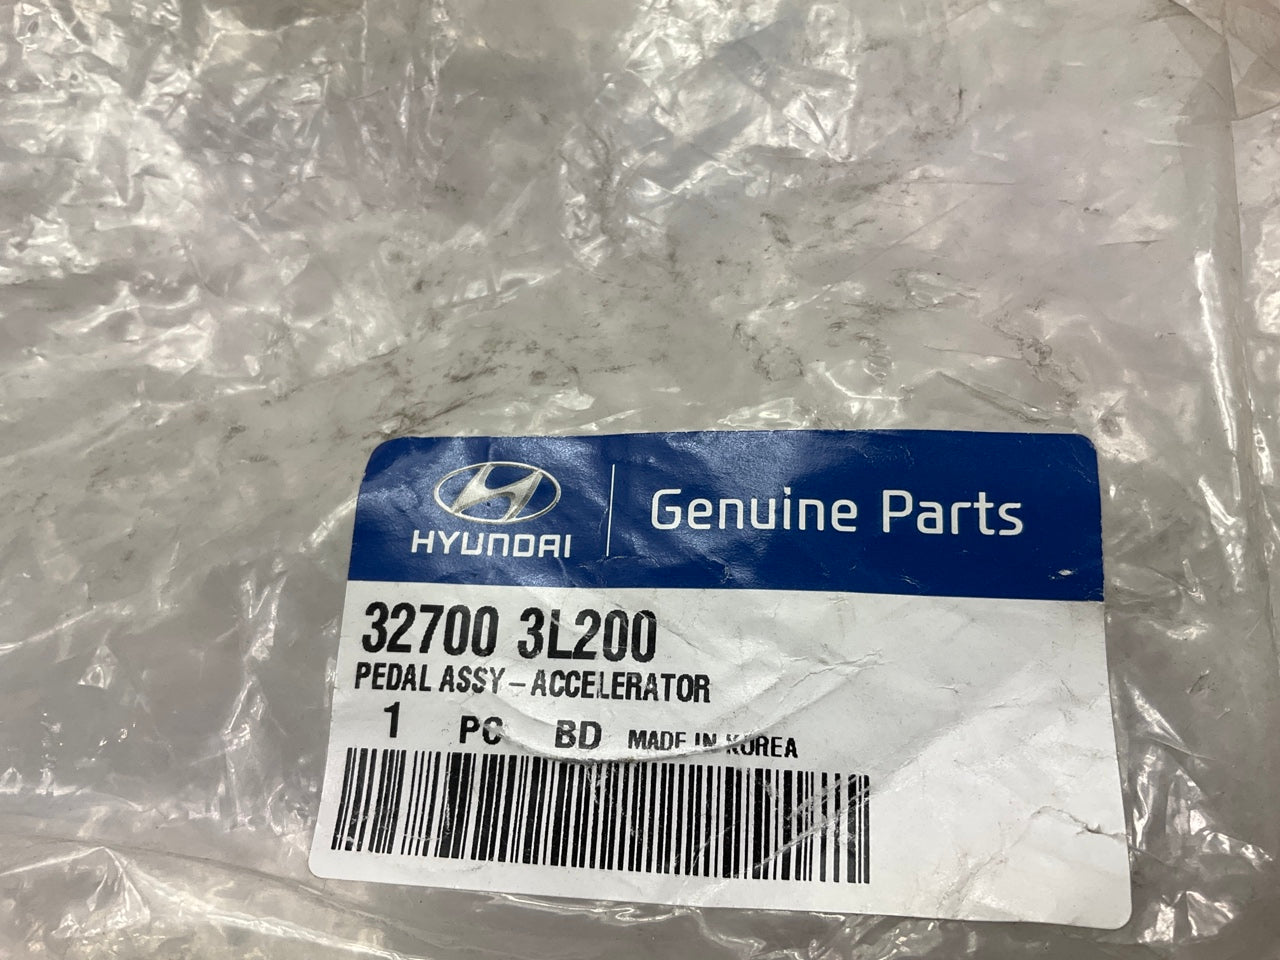 HYUNDAI
Genuine Parts
32700 3L200
PEDAL ASSY-ACCELERATOR
1 PC BD MADE IN KOREA